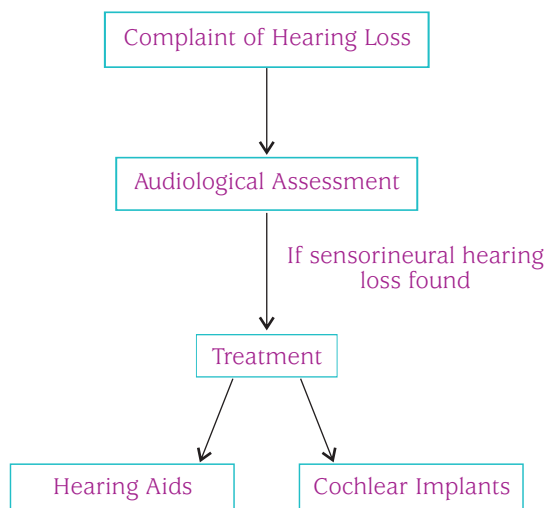 Complaint of Hearing Loss
Audiological Assessment
If sensorineural hearing
loss found
Treatment
Hearing Aids
Cochlear Implants